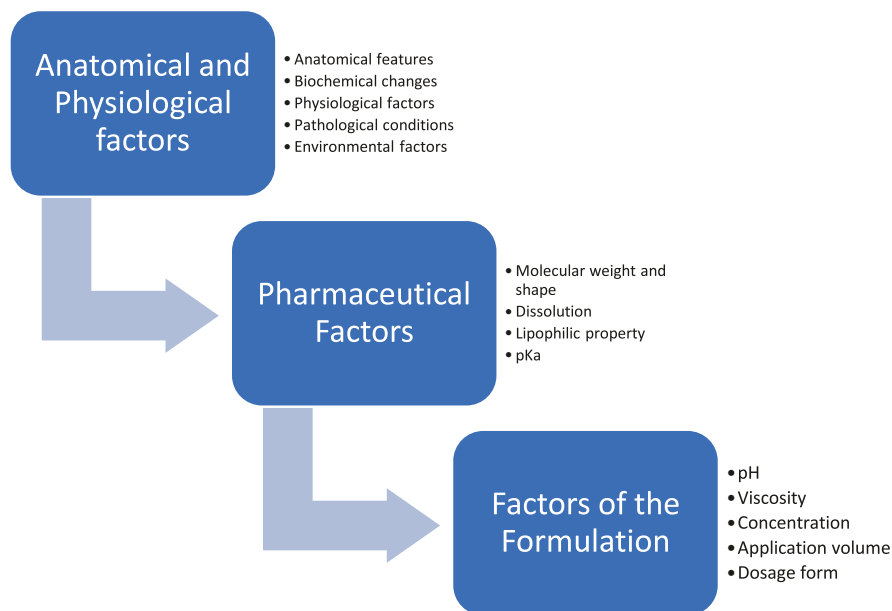 Anatomical and
Physiological
factors
• Anatomical features
• Biochemical changes
• Physiological factors
• Pathological conditions
• Environmental factors
Pharmaceutical
Factors
• Molecular weight and
shape
• Dissolution
• Lipophilic property
• pKa
Factors of the
Formulation
• pH
• Viscosity
• Concentration
• Application volume
• Dosage form